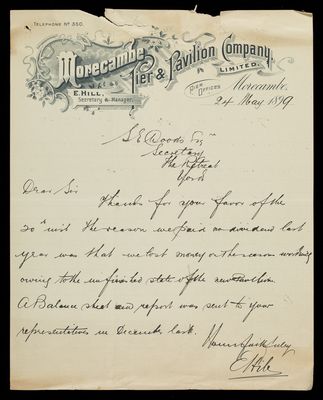 TELEPHONE Nº 350.
Morecambe
Pier & Pavilion Company
LIMITED.
E. HILL,
Secretary & Manager.
PIER OFFICES
Morecambe.
24 May 1899
S. E. Woods Esqre
Secretary
The Retreat
York
Dear Sir
Thanks for your favor of the
20th inst The reason we paid no dividend last
year was that we lost money on the seasons working
owing to the unfinished state of the new Pavilion.
A Balance sheet and report was sent to your
representatives in December last.
Yours faithfully
E Hill